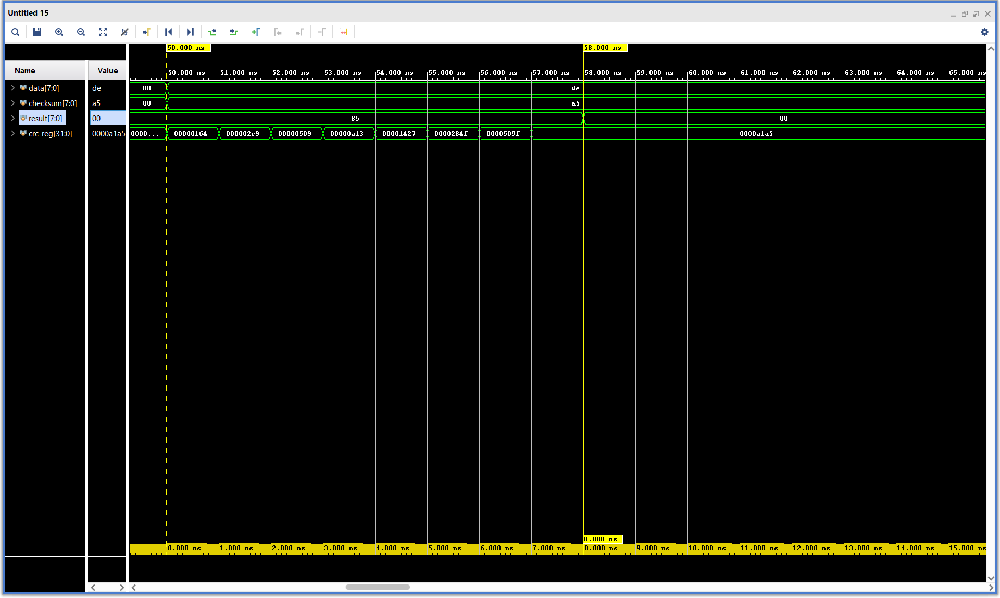 Untitled 15
50.000 ns 58.000 ns
Name Value
50.000 ns 51.000 ns 52.000 ns 53.000 ns 54.000 ns 55.000 ns 56.000 ns 57.000 ns 58.000 ns 59.000 ns 60.000 ns 61.000 ns 62.000 ns 63.000 ns 64.000 ns 65.000 ns
data[7:0] de 00 de
checksum[7:0] a5 00 a5
result[7:0] 00 85 00
crc_reg[31:0] 0000a1a5 0000... 00000164 000002c9 00000509 00000a13 00001427 0000284f 0000509f 0000a1a5
8.000 ns
0.000 ns 1.000 ns 2.000 ns 3.000 ns 4.000 ns 5.000 ns 6.000 ns 7.000 ns 8.000 ns 9.000 ns 10.000 ns 11.000 ns 12.000 ns 13.000 ns 14.000 ns 15.000 ns